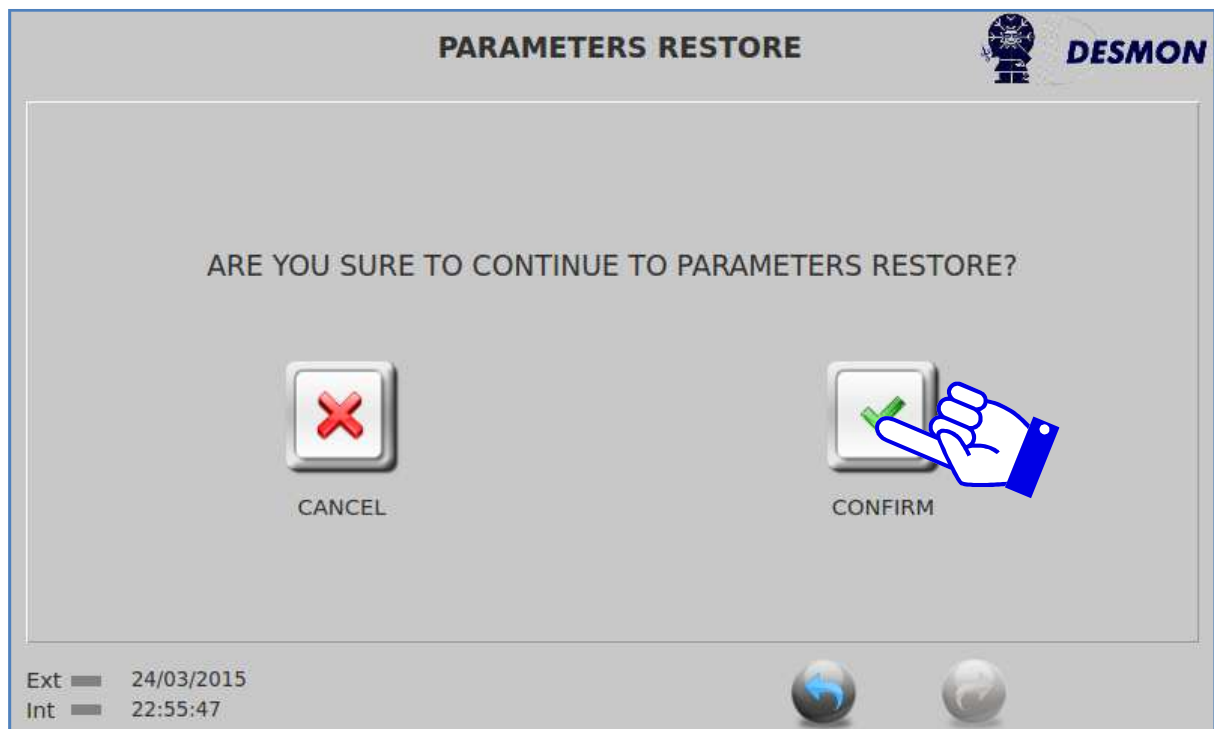 PARAMETERS RESTORE
DESMON
ARE YOU SURE TO CONTINUE TO PARAMETERS RESTORE?
CANCEL
CONFIRM
Ext 24/03/2015
Int 22:55:47